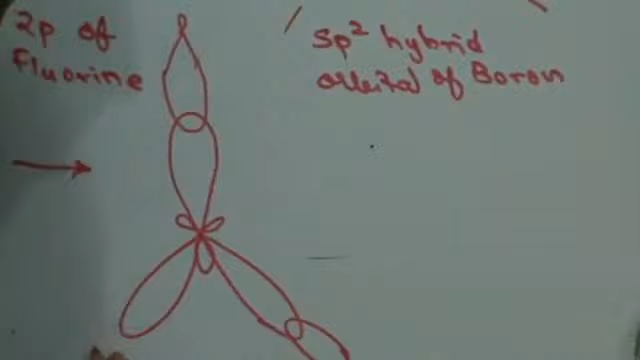 2p of
Fluorine
sp² hybrid
orbital of Boron